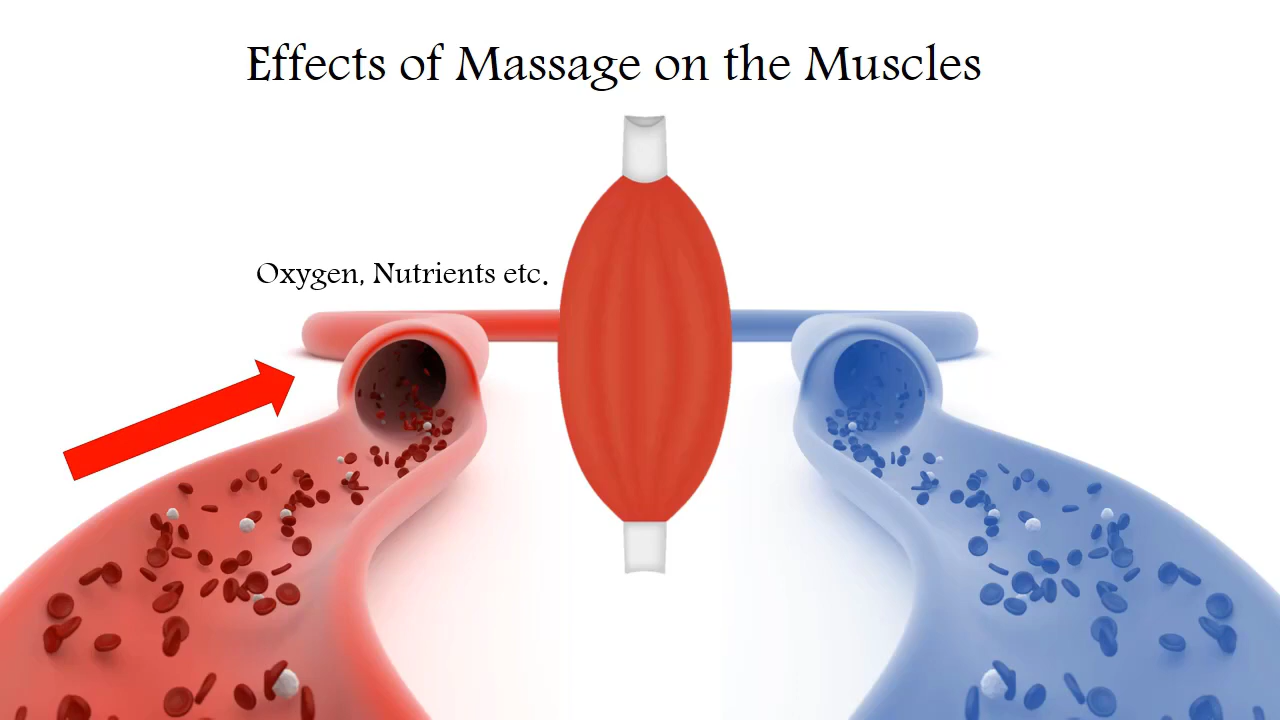 Effects of Massage on the Muscles
Oxygen, Nutrients etc.